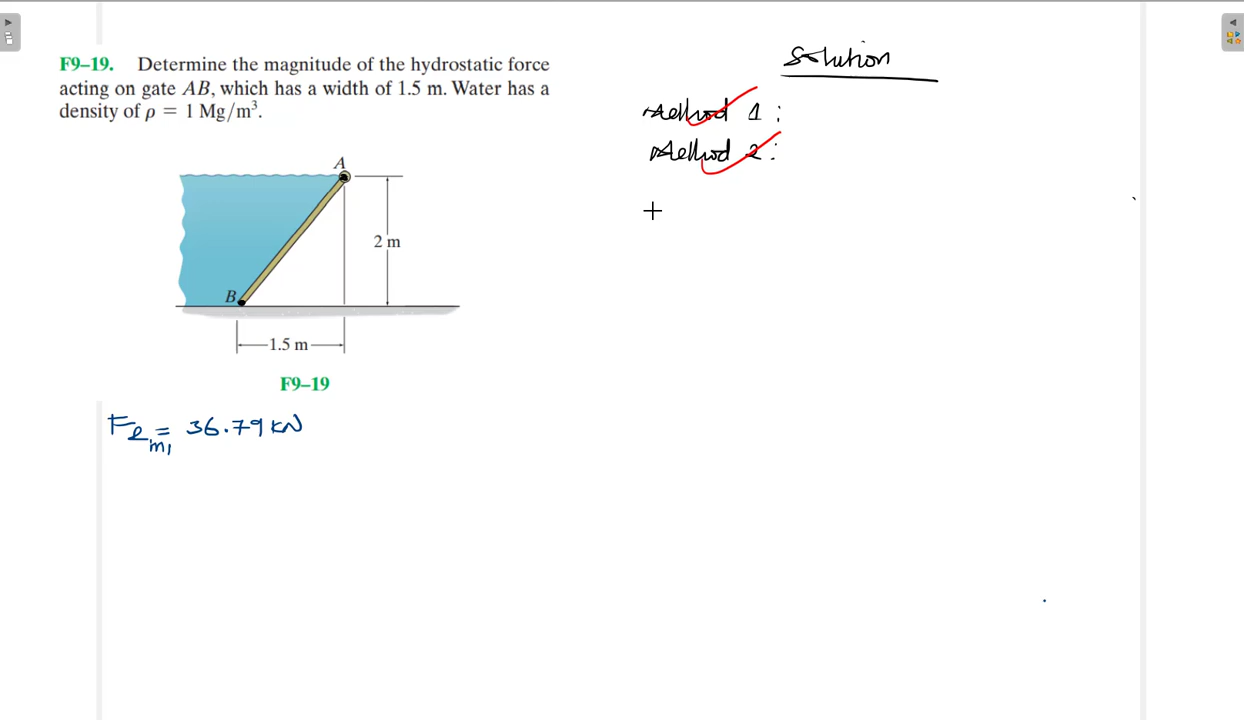 F9–19. Determine the magnitude of the hydrostatic force
acting on gate AB, which has a width of 1.5 m. Water has a
density of ρ = 1 Mg/m³.
A
2 m
B
1.5 m
F9–19
F_R_m1 = 36.79 kN
Solution
Method 1 :
Method 2 :
+